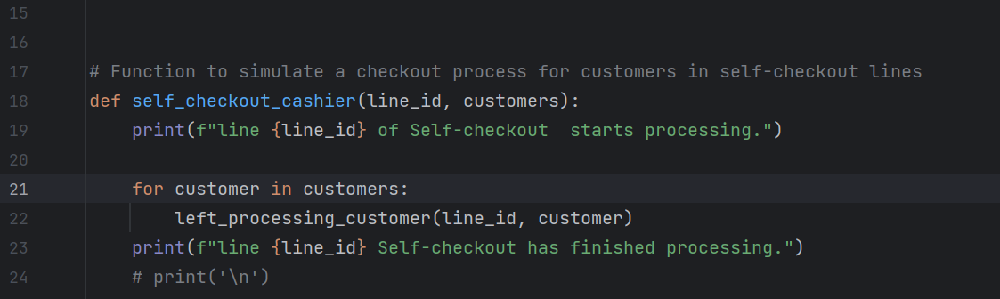 15
16
17 # Function to simulate a checkout process for customers in self-checkout lines
18 def self_checkout_cashier(line_id, customers):
19     print(f"line {line_id} of Self-checkout  starts processing.")
20
21     for customer in customers:
22         left_processing_customer(line_id, customer)
23     print(f"line {line_id} Self-checkout has finished processing.")
24     # print('\n')